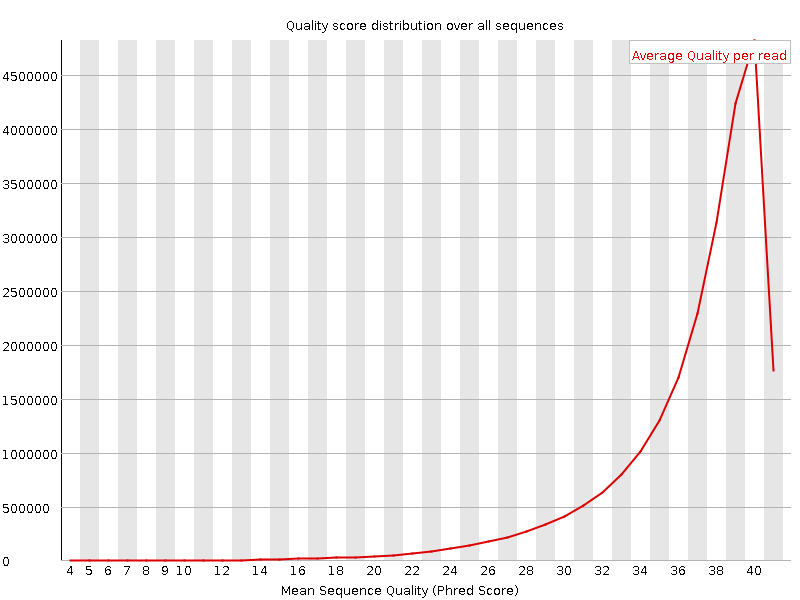 Quality score distribution over all sequences
Average Quality per read
4500000
4000000
3500000
3000000
2500000
2000000
1500000
1000000
500000
0
4 5 6 7 8 9 10 14 16 18 20 22 24 26 28 30 32 34 36 38 40
Mean Sequence Quality (Phred Score)